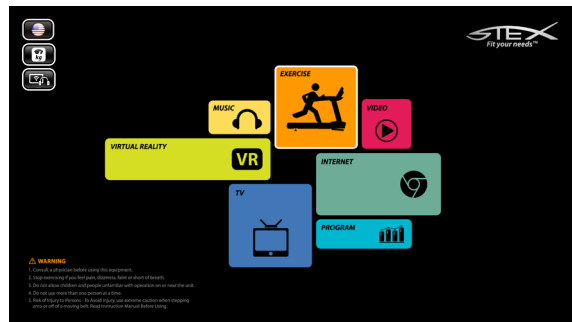 kg
STEX
Fit your needs™
EXERCISE
MUSIC
VIDEO
VIRTUAL REALITY
VR
INTERNET
TV
PROGRAM
WARNING
1. Consult a physician before using this equipment.
2. Stop exercising if you feel pain, dizziness, faint or short of breath.
3. Do not allow children and people unfamiliar with operation on or near the unit.
4. Do not use more than one person at a time.
5. Risk of Injury to Persons - To Avoid Injury, use extreme caution when stepping
onto or off of a moving belt. Read Instruction Manual Before Using.